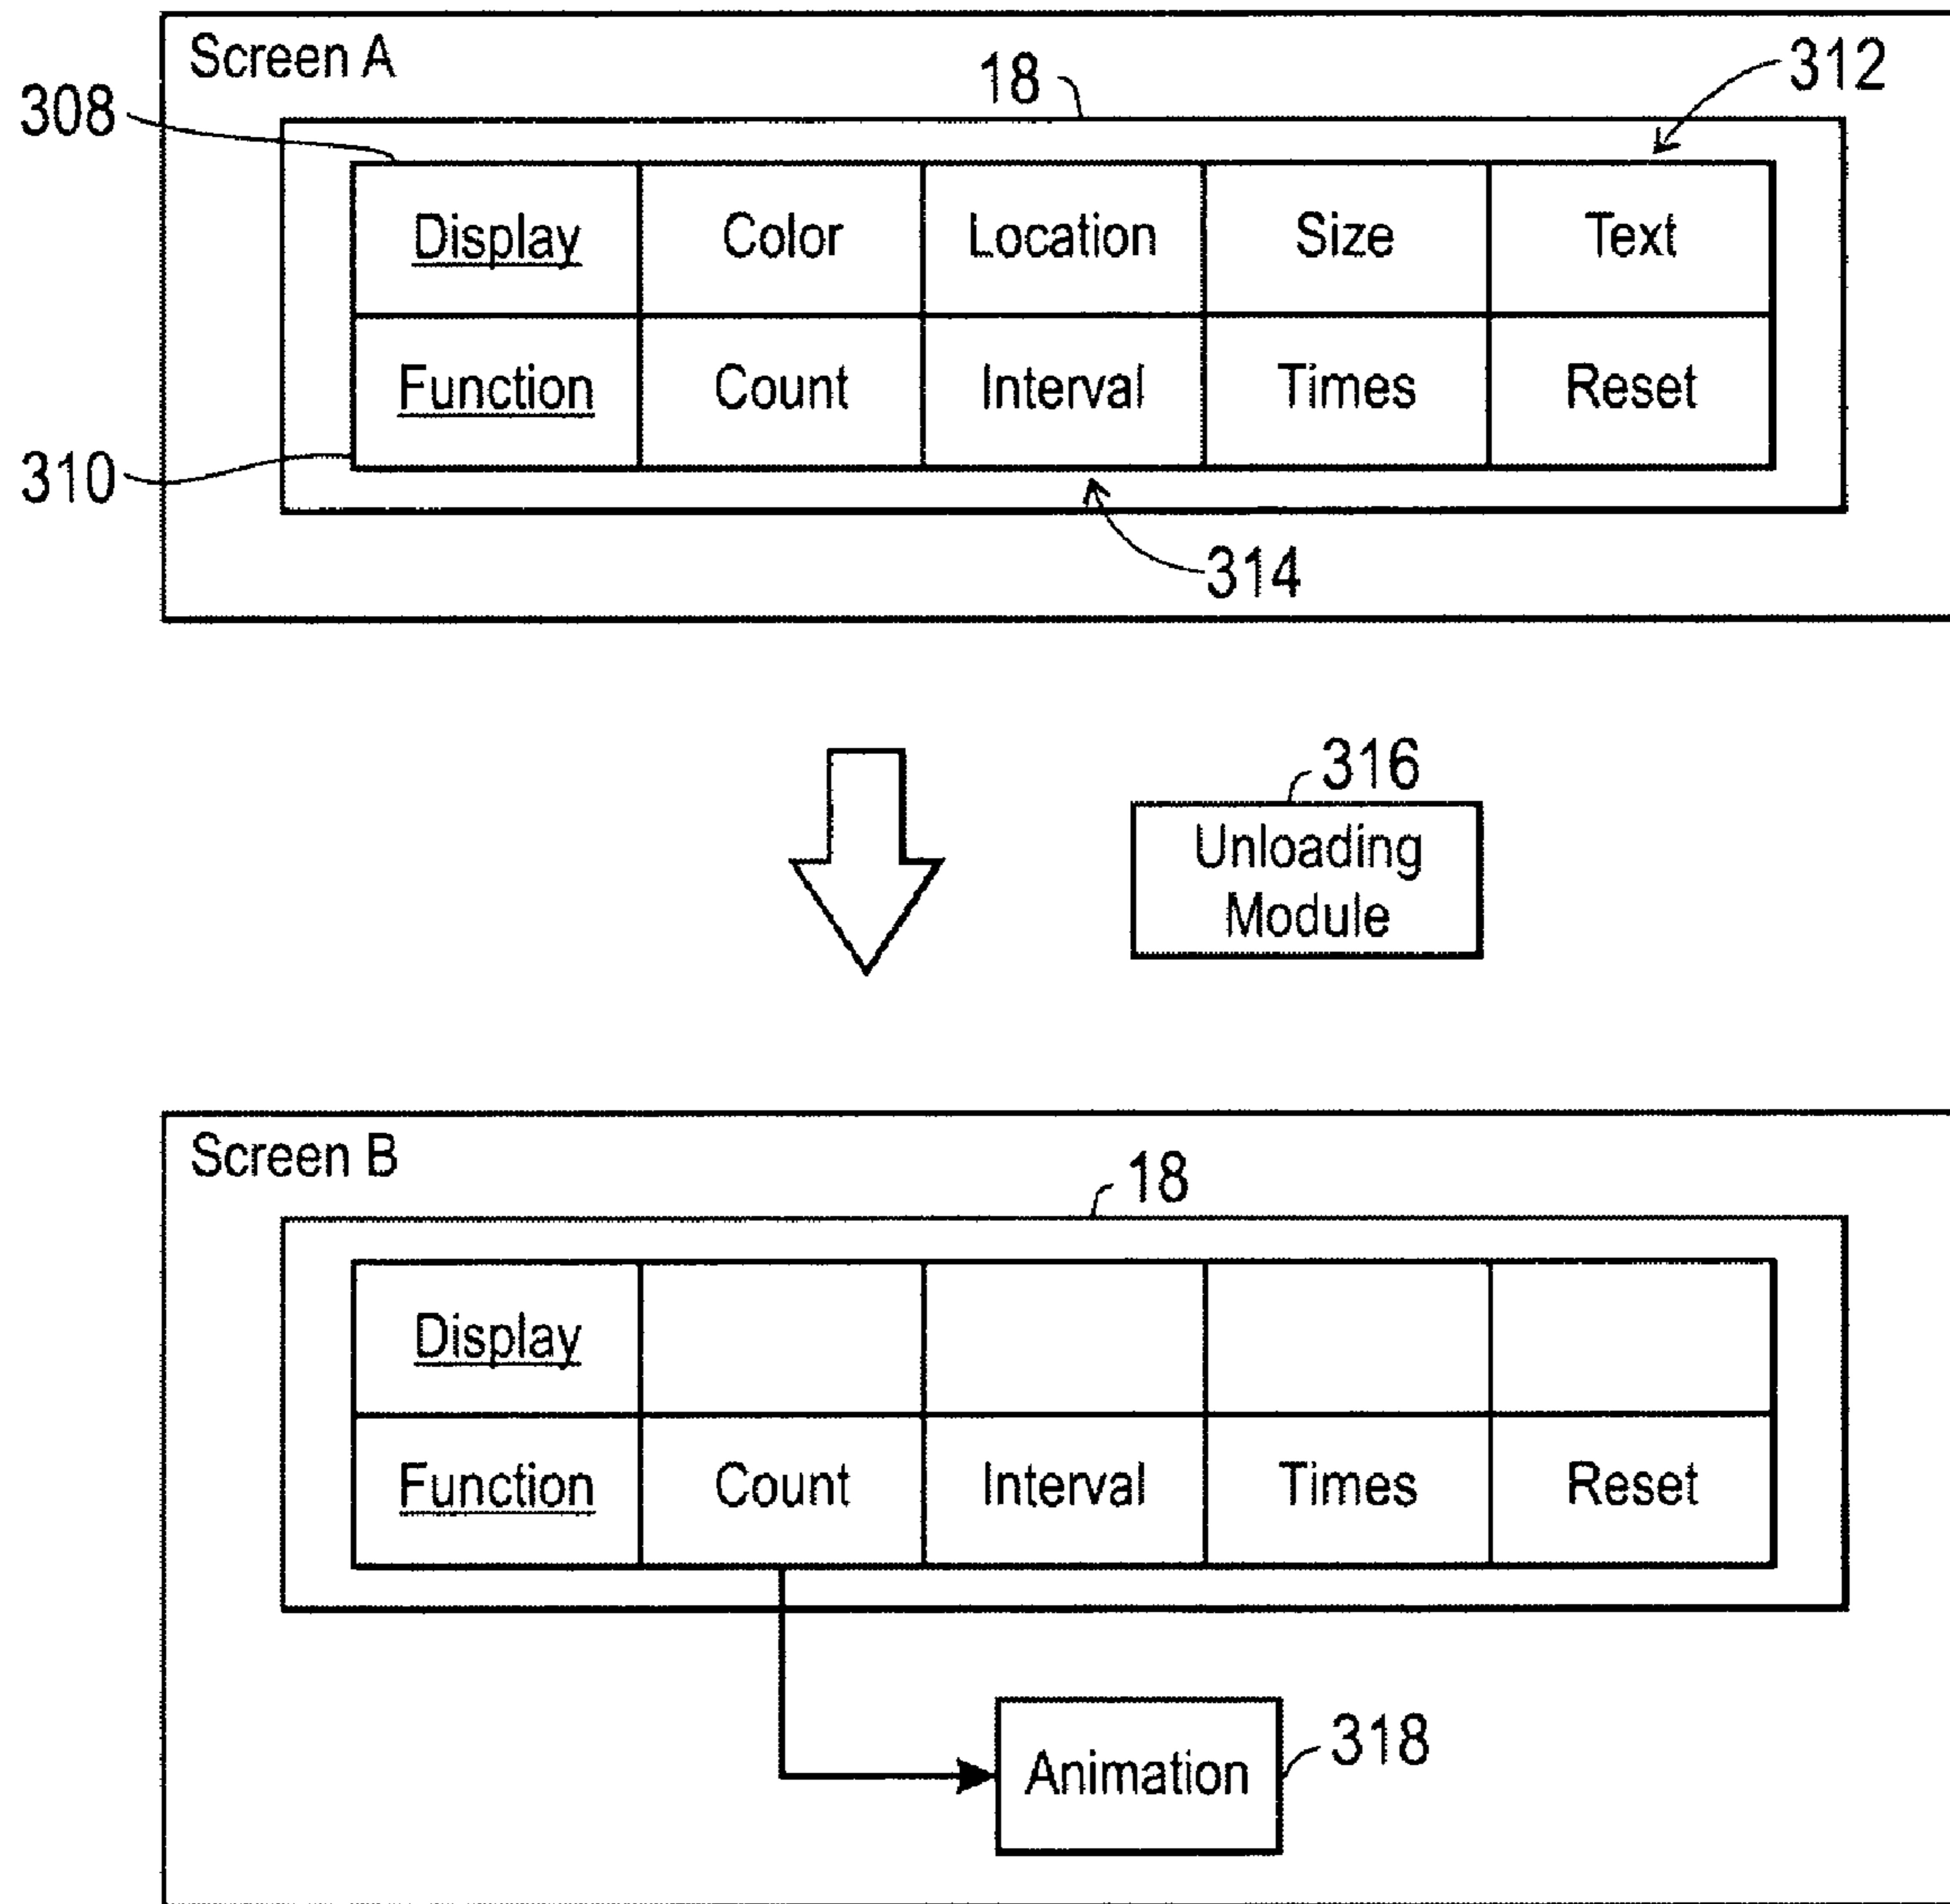 Screen A
18
312
308
Display Color Location Size Text
Function Count Interval Times Reset
310
314
316
Unloading
Module
Screen B
18
Display
Function Count Interval Times Reset
Animation
318